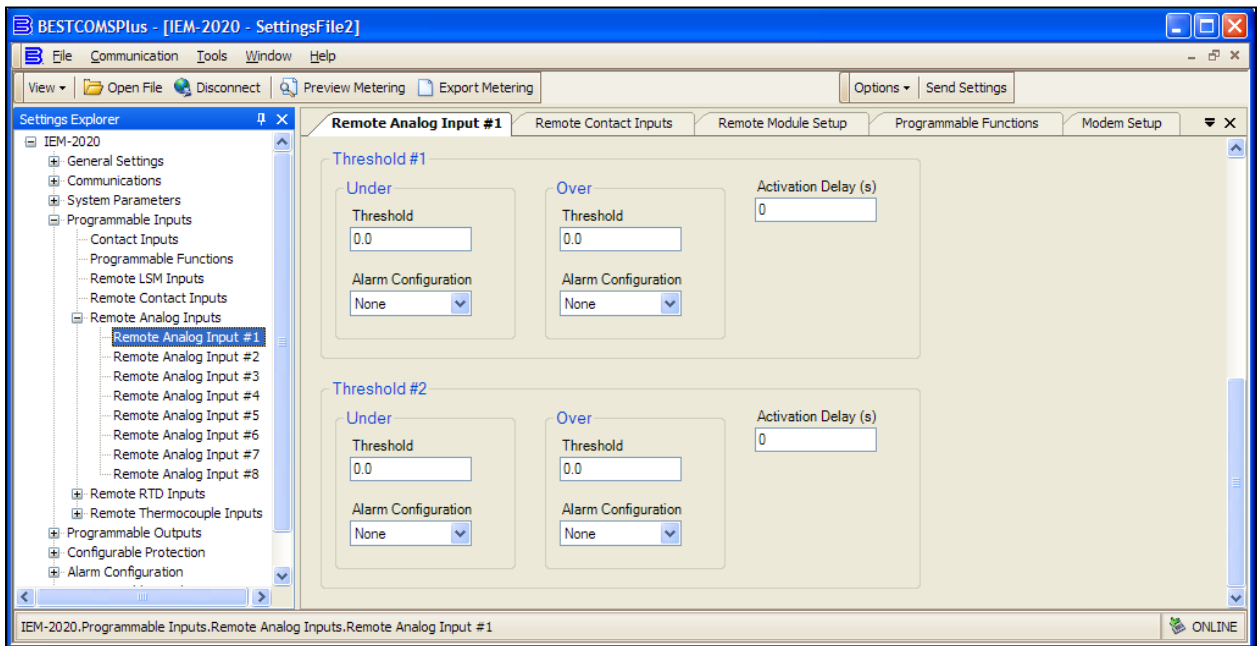 BESTCOMSPlus - [IEM-2020 - SettingsFile2]
File Communication Tools Window Help
View Open File Disconnect Preview Metering Export Metering Options Send Settings
Settings Explorer
IEM-2020
General Settings
Communications
System Parameters
Programmable Inputs
Contact Inputs
Programmable Functions
Remote LSM Inputs
Remote Contact Inputs
Remote Analog Inputs
Remote Analog Input #1
Remote Analog Input #2
Remote Analog Input #3
Remote Analog Input #4
Remote Analog Input #5
Remote Analog Input #6
Remote Analog Input #7
Remote Analog Input #8
Remote RTD Inputs
Remote Thermocouple Inputs
Programmable Outputs
Configurable Protection
Alarm Configuration
Remote Analog Input #1 Remote Contact Inputs Remote Module Setup Programmable Functions Modem Setup
Threshold #1
Under Over Activation Delay (s)
Threshold Threshold 0
0.0 0.0
Alarm Configuration Alarm Configuration
None None
Threshold #2
Under Over Activation Delay (s)
Threshold Threshold 0
0.0 0.0
Alarm Configuration Alarm Configuration
None None
IEM-2020.Programmable Inputs.Remote Analog Inputs.Remote Analog Input #1 ONLINE